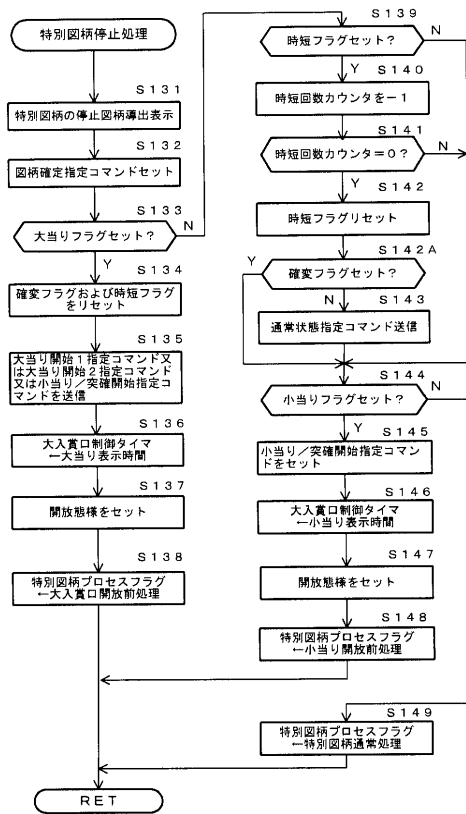 特別図柄停止処理
S131
特別図柄の停止図柄導出表示
S132
図柄確定指定コマンドセット
S133
大当りフラグセット?
N
Y
S134
確変フラグおよび時短フラグ
をリセット
S135
大当り開始1指定コマンド又
は大当り開始2指定コマンド
又は小当り/突確開始指定コ
マンドを送信
S136
大入賞口制御タイマ
←大当り表示時間
S137
開放態様をセット
S138
特別図柄プロセスフラグ
←大入賞口開放前処理
RET
S139
時短フラグセット?
N
Y
S140
時短回数カウンタを-1
S141
時短回数カウンタ=0?
N
Y
S142
時短フラグリセット
S142A
Y
確変フラグセット?
N
S143
通常状態指定コマンド送信
S144
小当りフラグセット?
N
Y
S145
小当り/突確開始指定コマン
ドをセット
S146
大入賞口制御タイマ
←小当り表示時間
S147
開放態様をセット
S148
特別図柄プロセスフラグ
←小当り開放前処理
S149
特別図柄プロセスフラグ
←特別図柄通常処理